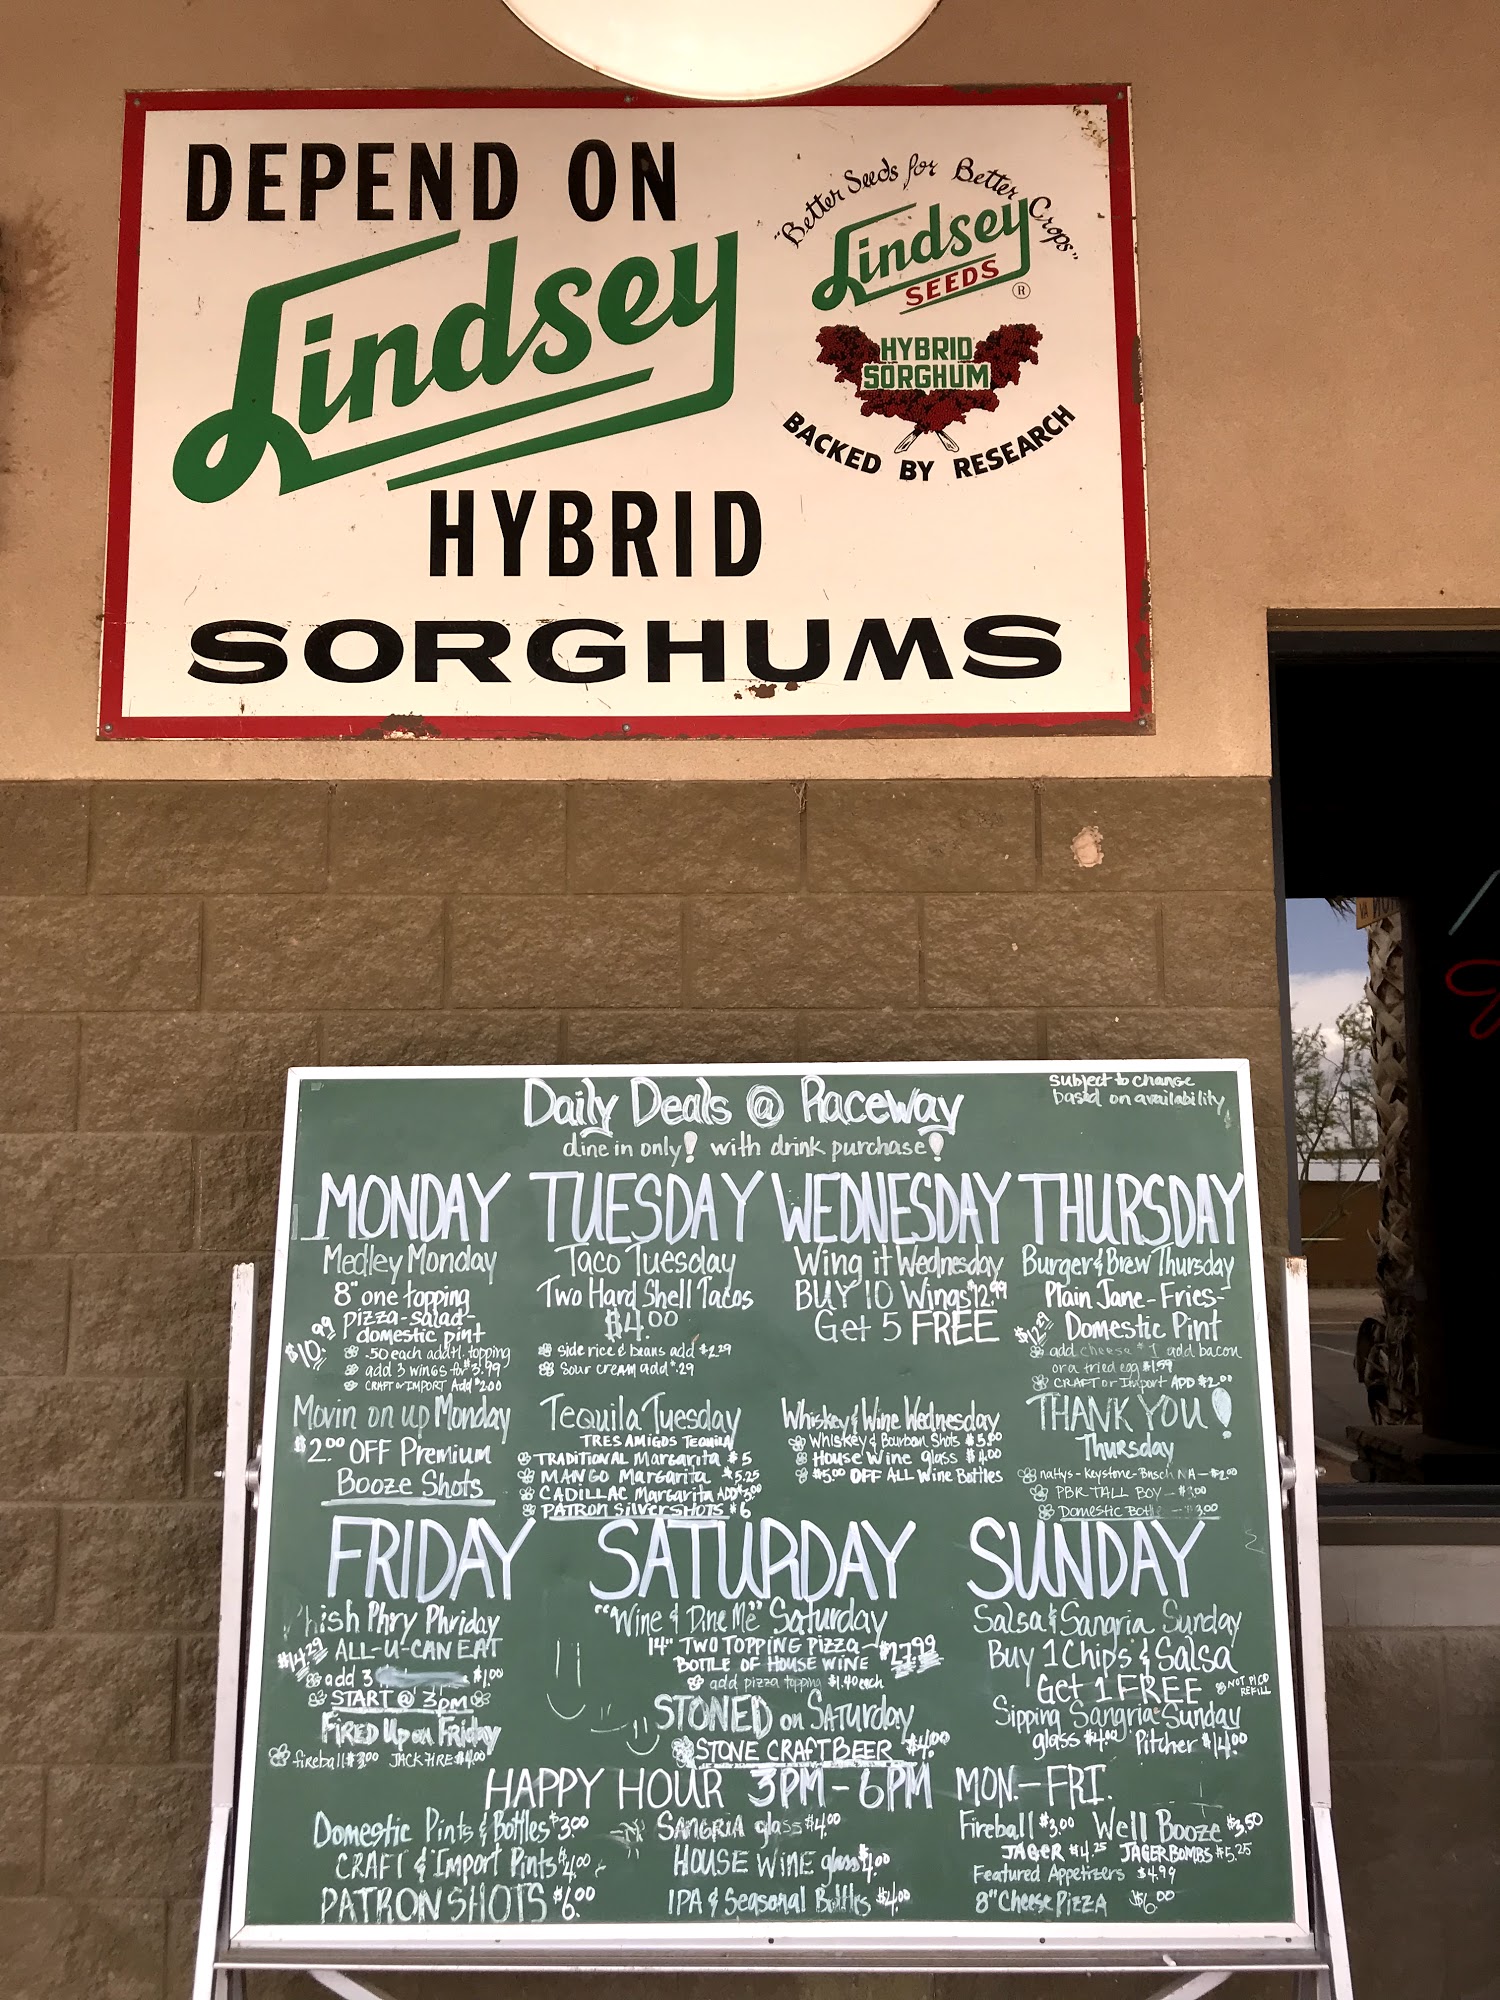 DEPEND ON
Lindsey
HYBRID
SORGHUMS
"Better Seeds for Better Crops"
Lindsey
SEEDS
®
HYBRID
SORGHUM
BACKED BY RESEARCH
Daily Deals @ Raceway
subject to change
based on availability
dine in only! with drink purchase!
MONDAY
Medley Monday
8" one topping
pizza-salad-
domestic pint
$10.99
.50 each addtl. topping
add 3 wings for $3.99
CRAFT or IMPORT Add $2.00
Movin on up Monday
$2.00 OFF Premium
Booze Shots
TUESDAY
Taco Tuesday
Two Hard Shell Tacos
$4.00
side rice & beans add $2.29
Sour cream add $.29
Tequila Tuesday
TRES AMIGOS TEQUILA
TRADITIONAL Margarita $5
MANGO Margarita $5.25
CADILLAC Margarita ADD $3.00
PATRON Silver SHOTS $6
WEDNESDAY
Wing it Wednesday
BUY 10 Wings $12.99
Get 5 FREE
Whiskey & Wine Wednesday
Whiskey & Bourbon Shots $5.00
House Wine glass $4.00
$5.00 OFF ALL Wine Bottles
THURSDAY
Burger & Brew Thursday
Plain Jane-Fries-
Domestic Pint
$12.29
add cheese $1 add bacon
or a fried egg $1.59
CRAFT or Import ADD $2.00
THANK YOU!
Thursday
nattys-Keystone-Busch NA - $2.00
PBR TALL BOY -
Domestic Bottle - $3.00
FRIDAY
Phish Phry Phriday
$14.29 ALL-U-CAN EAT
add 3 $1.00
START @ 3pm
FIRED Up on Friday
fireball $3.00 JACK FIRE $4.00
SATURDAY
"Wine & Dine Me" Saturday
14" TWO TOPPING PIZZA -
BOTTLE OF HOUSE WINE
$27.99
add pizza topping $1.40 each
STONED on SATURDAY
STONE CRAFT BEER $4.00
SUNDAY
Salsa & Sangria Sunday
Buy 1 Chips & Salsa
Get 1 FREE
NOT PICO
REFILL
Sipping Sangria Sunday
glass $4.00 Pitcher $14.00
HAPPY HOUR 3PM-6PM MON.-FRI.
Domestic Pints & Bottles $3.00
CRAFT & Import Pints $4.00
PATRON SHOTS $6.00
SANGRIA glass $4.00
HOUSE WINE glass $4.00
IPA & Seasonal Bottles $4.00
Fireball $3.00 Well Booze $3.50
JAGER $4.25 JAGERBOMBS $5.25
Featured Appetizers $4.99
8" Cheese PIZZA $6.00